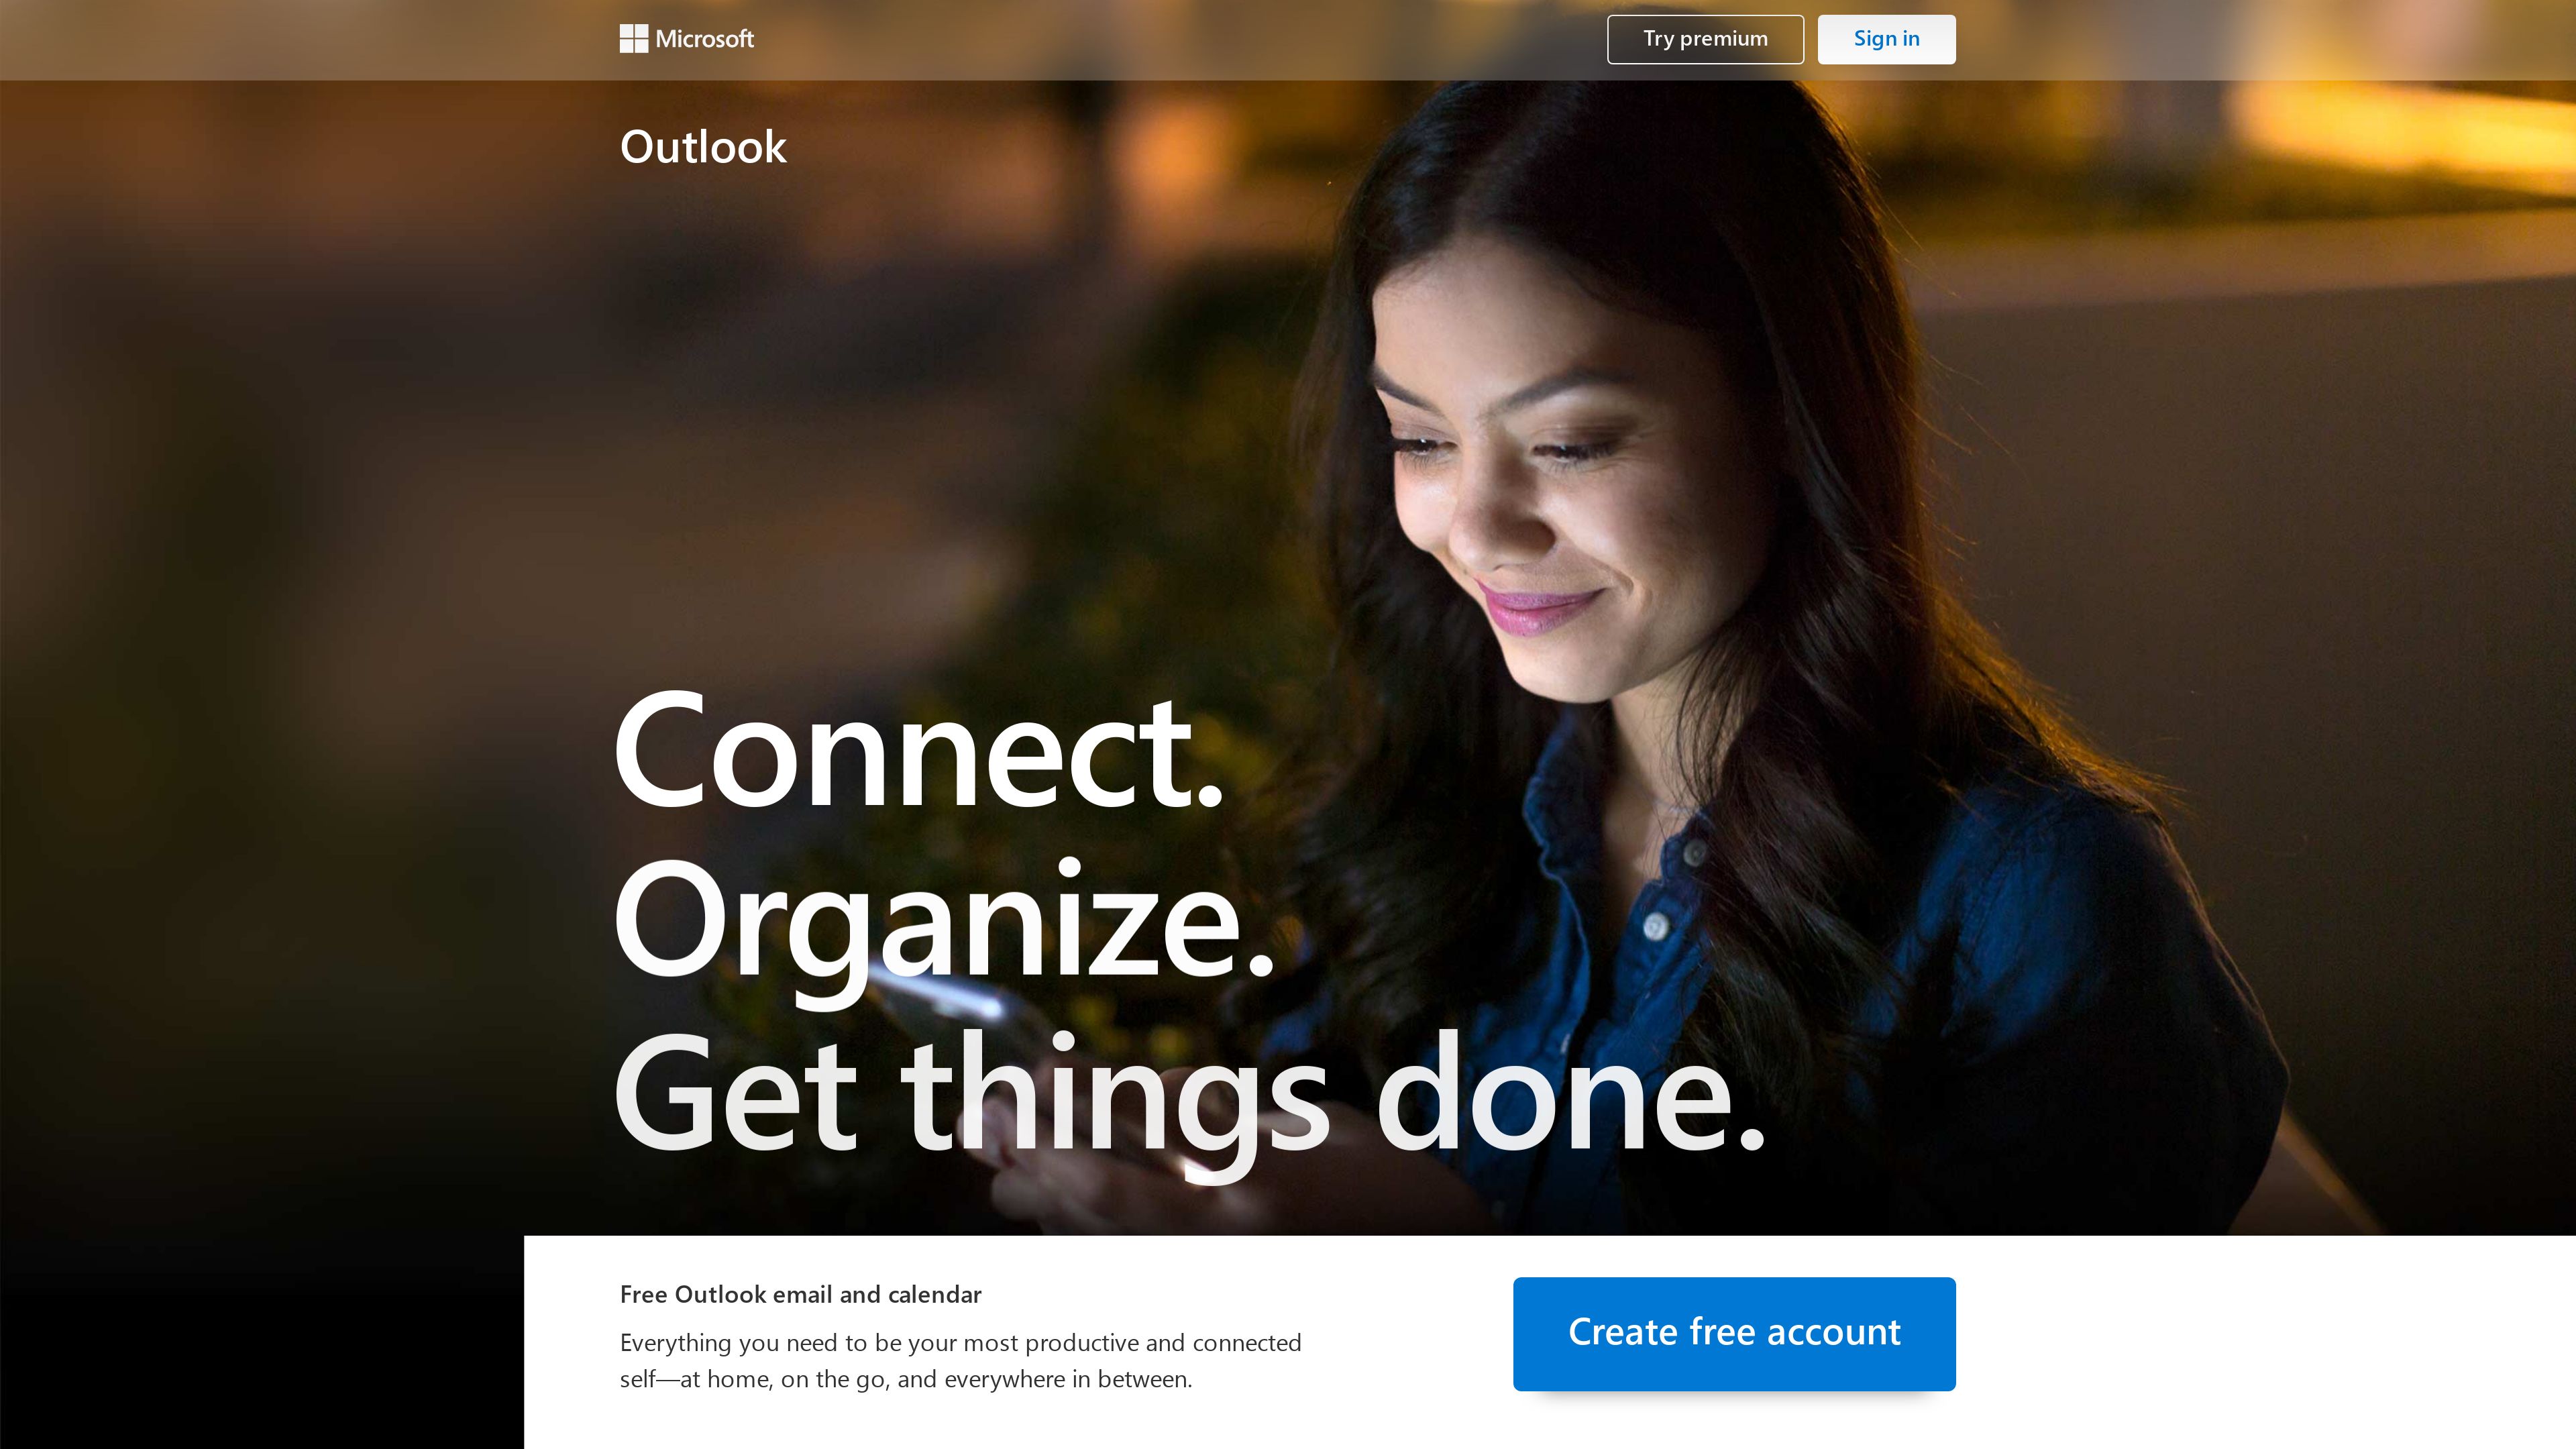 Microsoft
Try premium
Sign in
Outlook
Connect.
Organize.
Get things done.
Free Outlook email and calendar
Everything you need to be your most productive and connected
self—at home, on the go, and everywhere in between.
Create free account